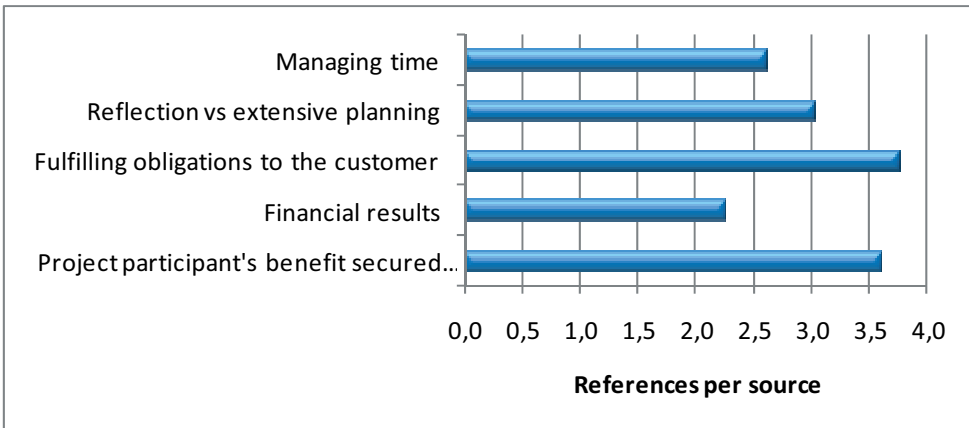 Managing time
Reflection vs extensive planning
Fulfilling obligations to the customer
Financial results
Project participant's benefit secured...
0,0 0,5 1,0 1,5 2,0 2,5 3,0 3,5 4,0
References per source